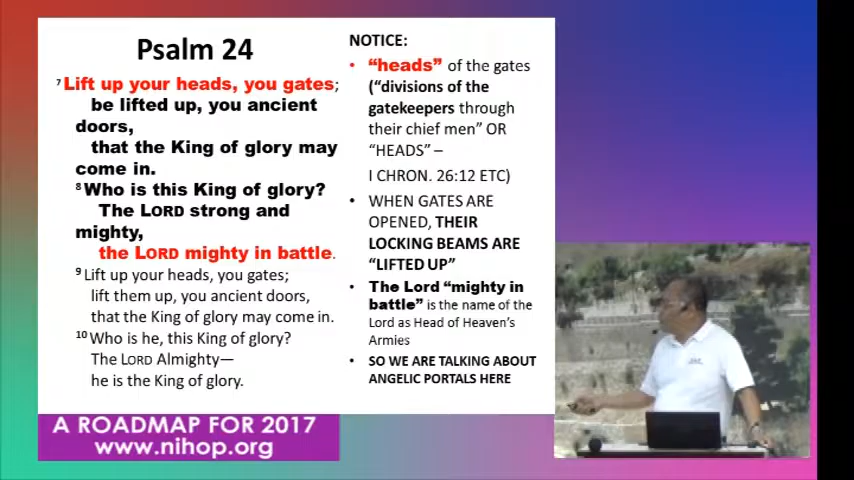 Psalm 24
7 Lift up your heads, you gates;
be lifted up, you ancient
doors,
that the King of glory may
come in.
8 Who is this King of glory?
The LORD strong and
mighty,
the LORD mighty in battle.
9 Lift up your heads, you gates;
lift them up, you ancient doors,
that the King of glory may come in.
10 Who is he, this King of glory?
The LORD Almighty—
he is the King of glory.
NOTICE:
• “heads” of the gates
(“divisions of the
gatekeepers through
their chief men” OR
“HEADS” –
I CHRON. 26:12 ETC)
• WHEN GATES ARE
OPENED, THEIR
LOCKING BEAMS ARE
“LIFTED UP”
• The Lord “mighty in
battle” is the name of the
Lord as Head of Heaven’s
Armies
• SO WE ARE TALKING ABOUT
ANGELIC PORTALS HERE
A ROADMAP FOR 2017
www.nihop.org